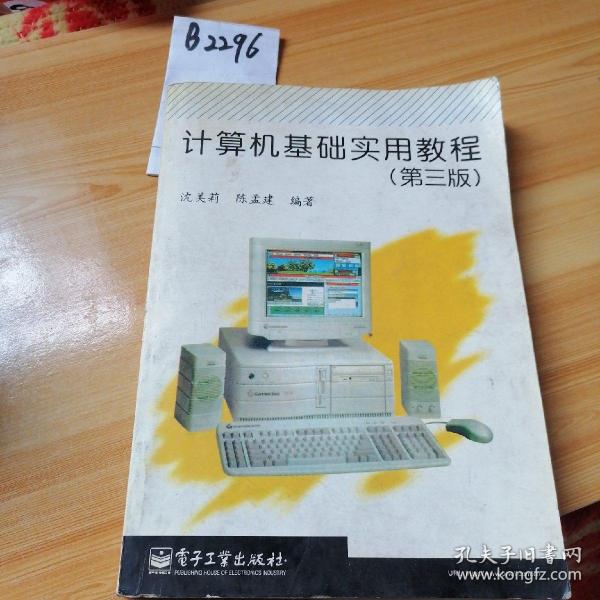 B2296
计算机基础实用教程
(第三版)
沈美莉 陈孟建 编著
電子工業出版社
PUBLISHING HOUSE OF ELECTRONICS INDUSTRY
孔夫子旧书网
www.kongfz.com